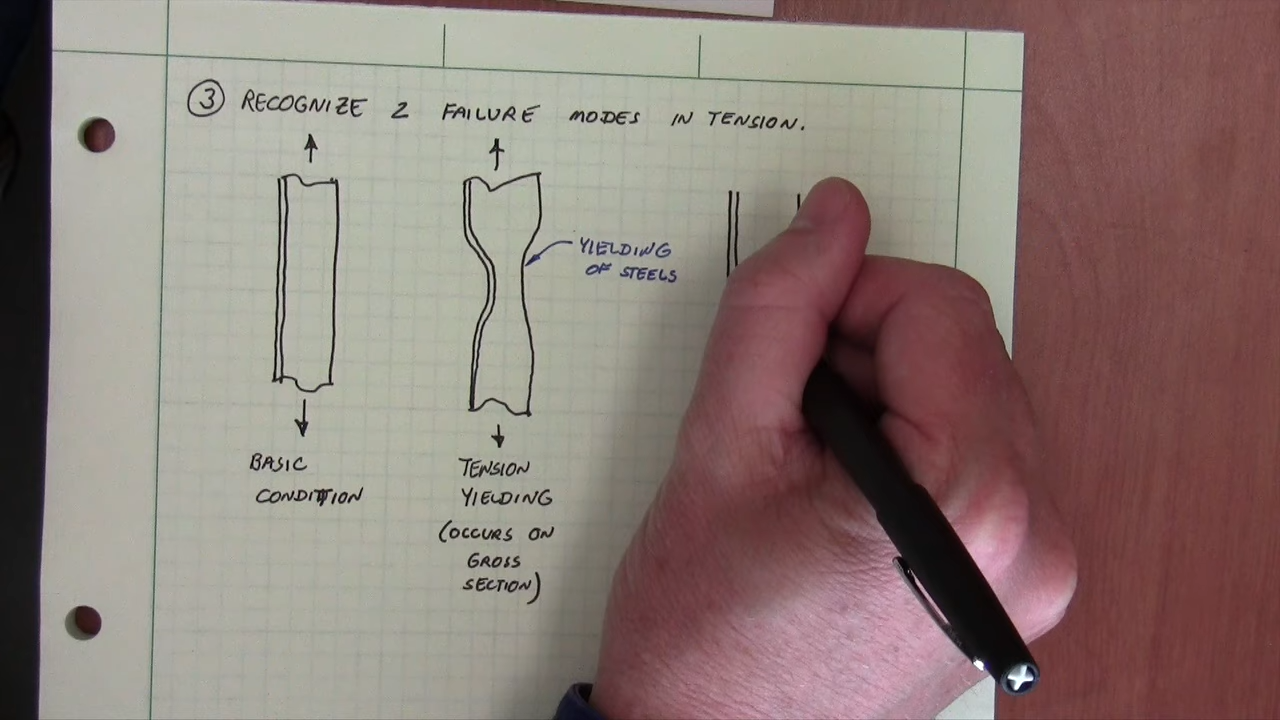 ③ RECOGNIZE 2 FAILURE MODES IN TENSION.
YIELDING
OF STEELS
BASIC
CONDITION
TENSION
YIELDING
(OCCURS ON
GROSS
SECTION)